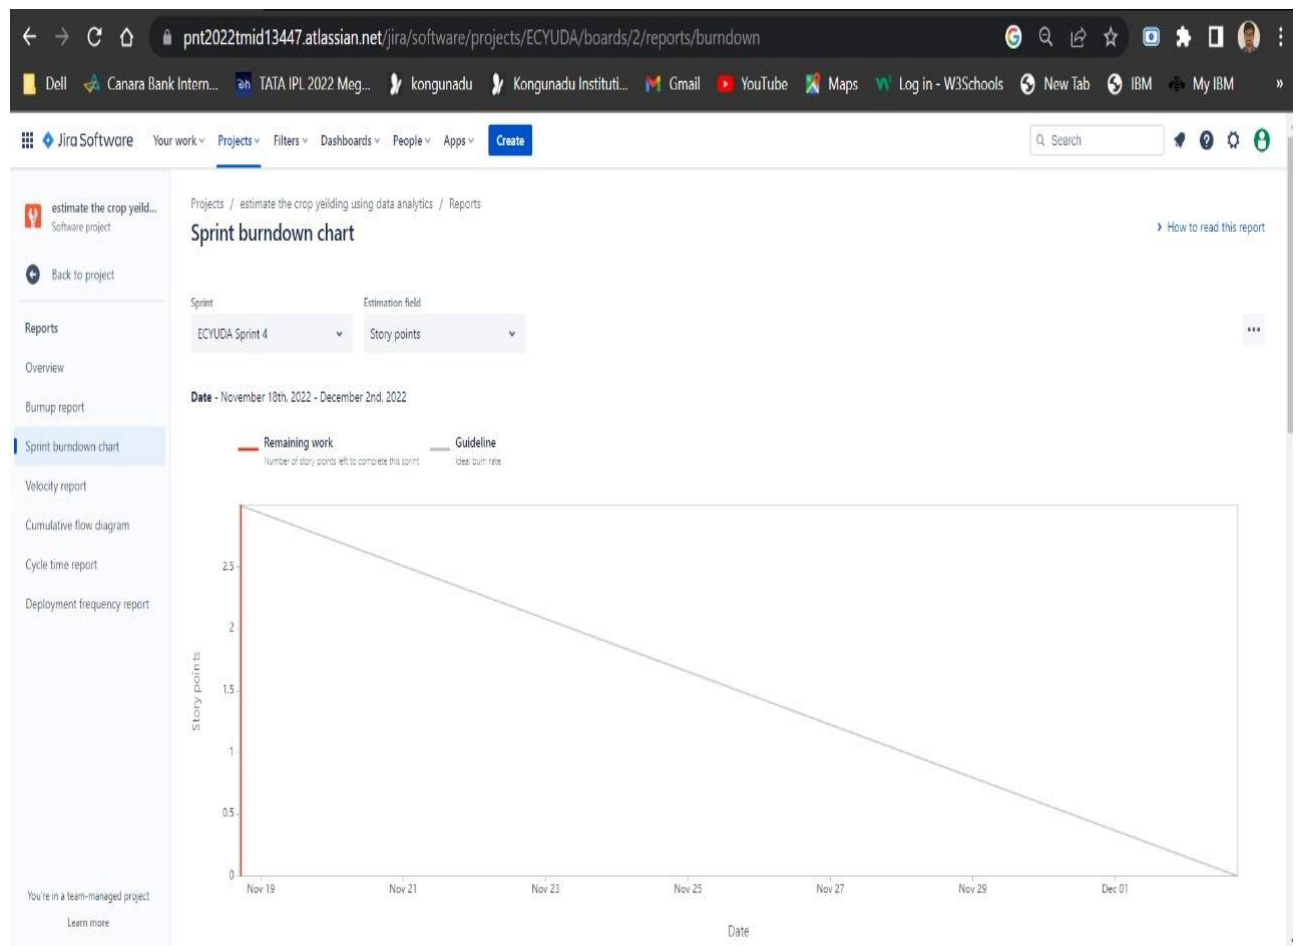 pnt2022tmid13447.atlassian.net/jira/software/projects/ECYUDA/boards/2/reports/burndown
Dell Canara Bank Intern... TATA IPL 2022 Meg... kongunadu Kongunadu Instituti... Gmail YouTube Maps Log in - W3Schools New Tab IBM My IBM »
Jira Software Your work Projects Filters Dashboards People Apps Create Search
estimate the crop yeild...
Software project
Back to project
Reports
Overview
Burnup report
Sprint burndown chart
Velocity report
Cumulative flow diagram
Cycle time report
Deployment frequency report
You're in a team-managed project
Learn more
Projects / estimate the crop yeilding using data analytics / Reports
Sprint burndown chart
How to read this report
Sprint Estimation field
ECYUDA Sprint 4 Story points
Date - November 18th, 2022 - December 2nd, 2022
Remaining work Guideline
Number of story points left to complete this sprint Ideal burn rate
Story points
2.5
2
1.5
1
0.5
0
Nov 19 Nov 21 Nov 23 Nov 25 Nov 27 Nov 29 Dec 01
Date